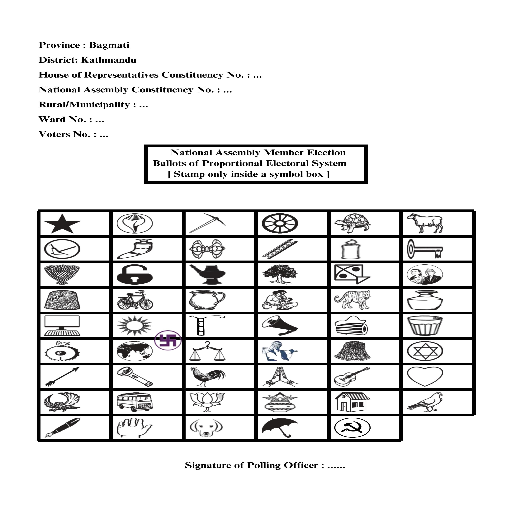 Province : Bagmati
District: Kathmandu
House of Representatives Constituency No. : ...
National Assembly Constituency No. : ...
Rural/Municipality : ...
Ward No. : ...
Voters No. : ...
National Assembly Member Election
Ballots of Proportional Electoral System
[ Stamp only inside a symbol box ]
Signature of Polling Officer : ......